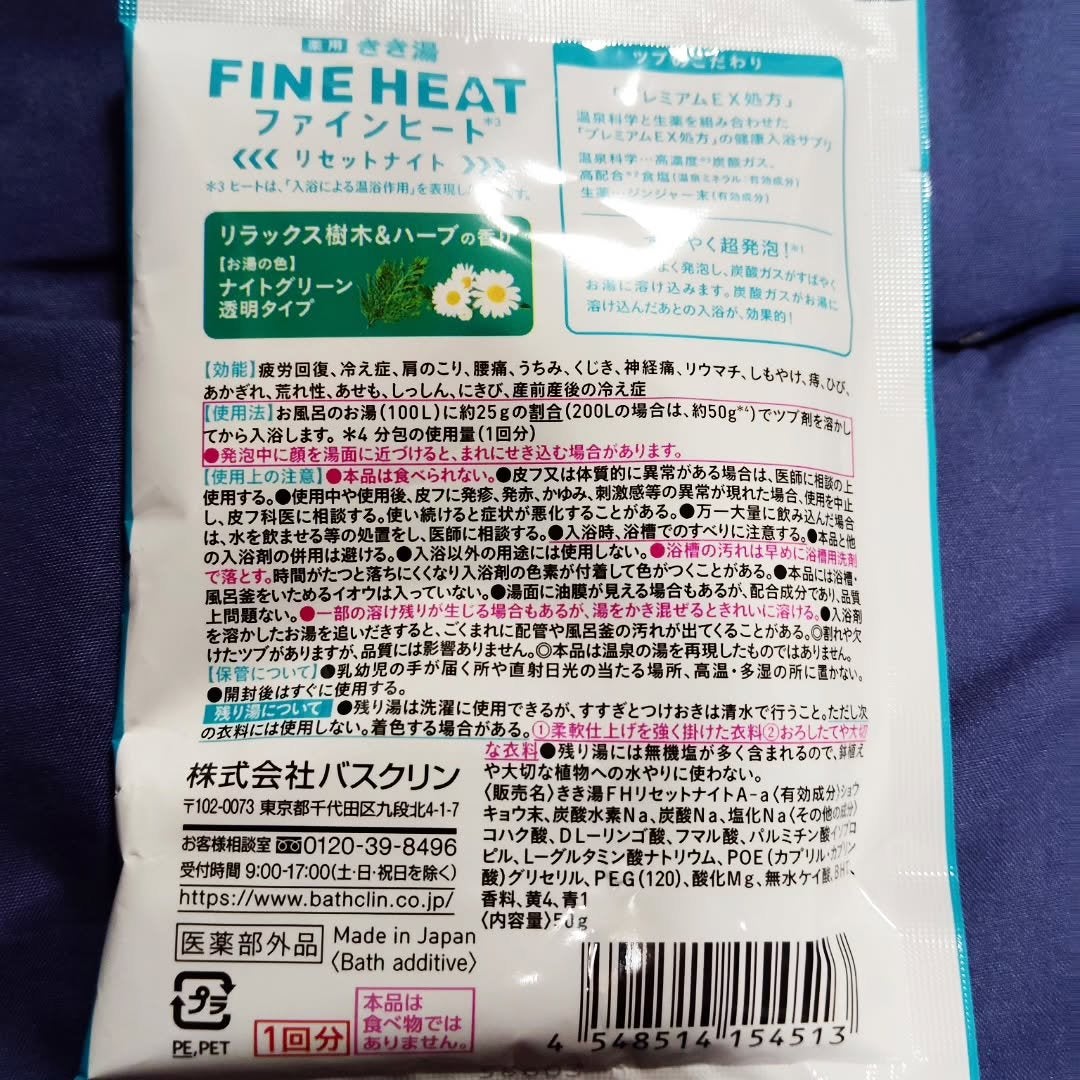 薬用 きき湯
FINE HEAT
ファインヒート*3
<<< リセットナイト >>>
*3 ヒートは、「入浴による温浴作用」を表現し
リラックス樹木&ハーブの香り
【お湯の色】
ナイトグリーン
透明タイプ
ツブのこだわり
「プレミアムEX処方」
温泉科学と生薬を組み合わせた
「プレミアムEX処方」の健康入浴サプリ
温泉科学…高濃度炭酸ガス、
高配合*2食塩(温泉ミネラル:有効成分)
生薬…ジンジャー末(有効成分)
やく超発泡!*1
よく発泡し、炭酸ガスがすばやく
お湯に溶け込みます。炭酸ガスがお湯に
溶け込んだあとの入浴が、効果的!
【効能】疲労回復、冷え症、肩のこり、腰痛、うちみ、くじき、神経痛、リウマチ、しもやけ、痔、ひび、
あかぎれ、荒れ性、あせも、しっしん、にきび、産前産後の冷え症
【使用法】お風呂のお湯(100L)に約25gの割合(200Lの場合は、約50g*4)でツブ剤を溶かし
てから入浴します。 *4 分包の使用量(1回分)
●発泡中に顔を湯面に近づけると、まれにせき込む場合があります。
【使用上の注意】●本品は食べられない。●皮フ又は体質的に異常がある場合は、医師に相談の上
使用する。●使用中や使用後、皮フに発疹、発赤、かゆみ、刺激感等の異常が現れた場合、使用を中止
し、皮フ科医に相談する。使い続けると症状が悪化することがある。●万一大量に飲み込んだ場合
は、水を飲ませる等の処置をし、医師に相談する。●入浴時、浴槽でのすべりに注意する。●本品と他
の入浴剤の併用は避ける。●入浴以外の用途には使用しない。●浴槽の汚れは早めに浴槽用洗剤
で落とす。時間がたつと落ちにくくなり入浴剤の色素が付着して色がつくことがある。●本品には浴槽・
風呂釜をいためるイオウは入っていない。●湯面に油膜が見える場合もあるが、配合成分であり、品質
上問題ない。●一部の溶け残りが生じる場合もあるが、湯をかき混ぜるときれいに溶ける。●入浴剤
を溶かしたお湯を追いだきすると、ごくまれに配管や風呂釜の汚れが出てくることがある。◎割れや欠
けたツブがありますが、品質には影響ありません。◎本品は温泉の湯を再現したものではありません。
【保管について】●乳幼児の手が届く所や直射日光の当たる場所、高温・多湿の所に置かない。
●開封後はすぐに使用する。
残り湯について ●残り湯は洗濯に使用できるが、すすぎとつけおきは清水で行うこと。ただし次
の衣料には使用しない。着色する場合がある。①柔軟仕上げを強く掛けた衣料②おろしたてや大切
な衣料●残り湯には無機塩が多く含まれるので、鉢植え
や大切な植物への水やりに使わない。
〈販売名〉きき湯FHリセットナイトA-a〈有効成分〉ショウ
キョウ末、炭酸水素Na、炭酸Na、塩化Na〈その他の成分〉
コハク酸、DL-リンゴ酸、フマル酸、パルミチン酸イソプロ
ピル、L-グルタミン酸ナトリウム、POE(カプリル・カプリン
酸)グリセリル、PEG(120)、酸化Mg、無水ケイ酸、BHT、
香料、黄4、青1
〈内容量〉50g
株式会社バスクリン
〒102-0073 東京都千代田区九段北4-1-7
お客様相談室 0120-39-8496
受付時間 9:00-17:00(土・日・祝日を除く)
https://www.bathclin.co.jp/
医薬部外品
Made in Japan
〈Bath additive〉
プラ
PE,PET
1回分
本品は
食べ物では
ありません。
4 548514 154513